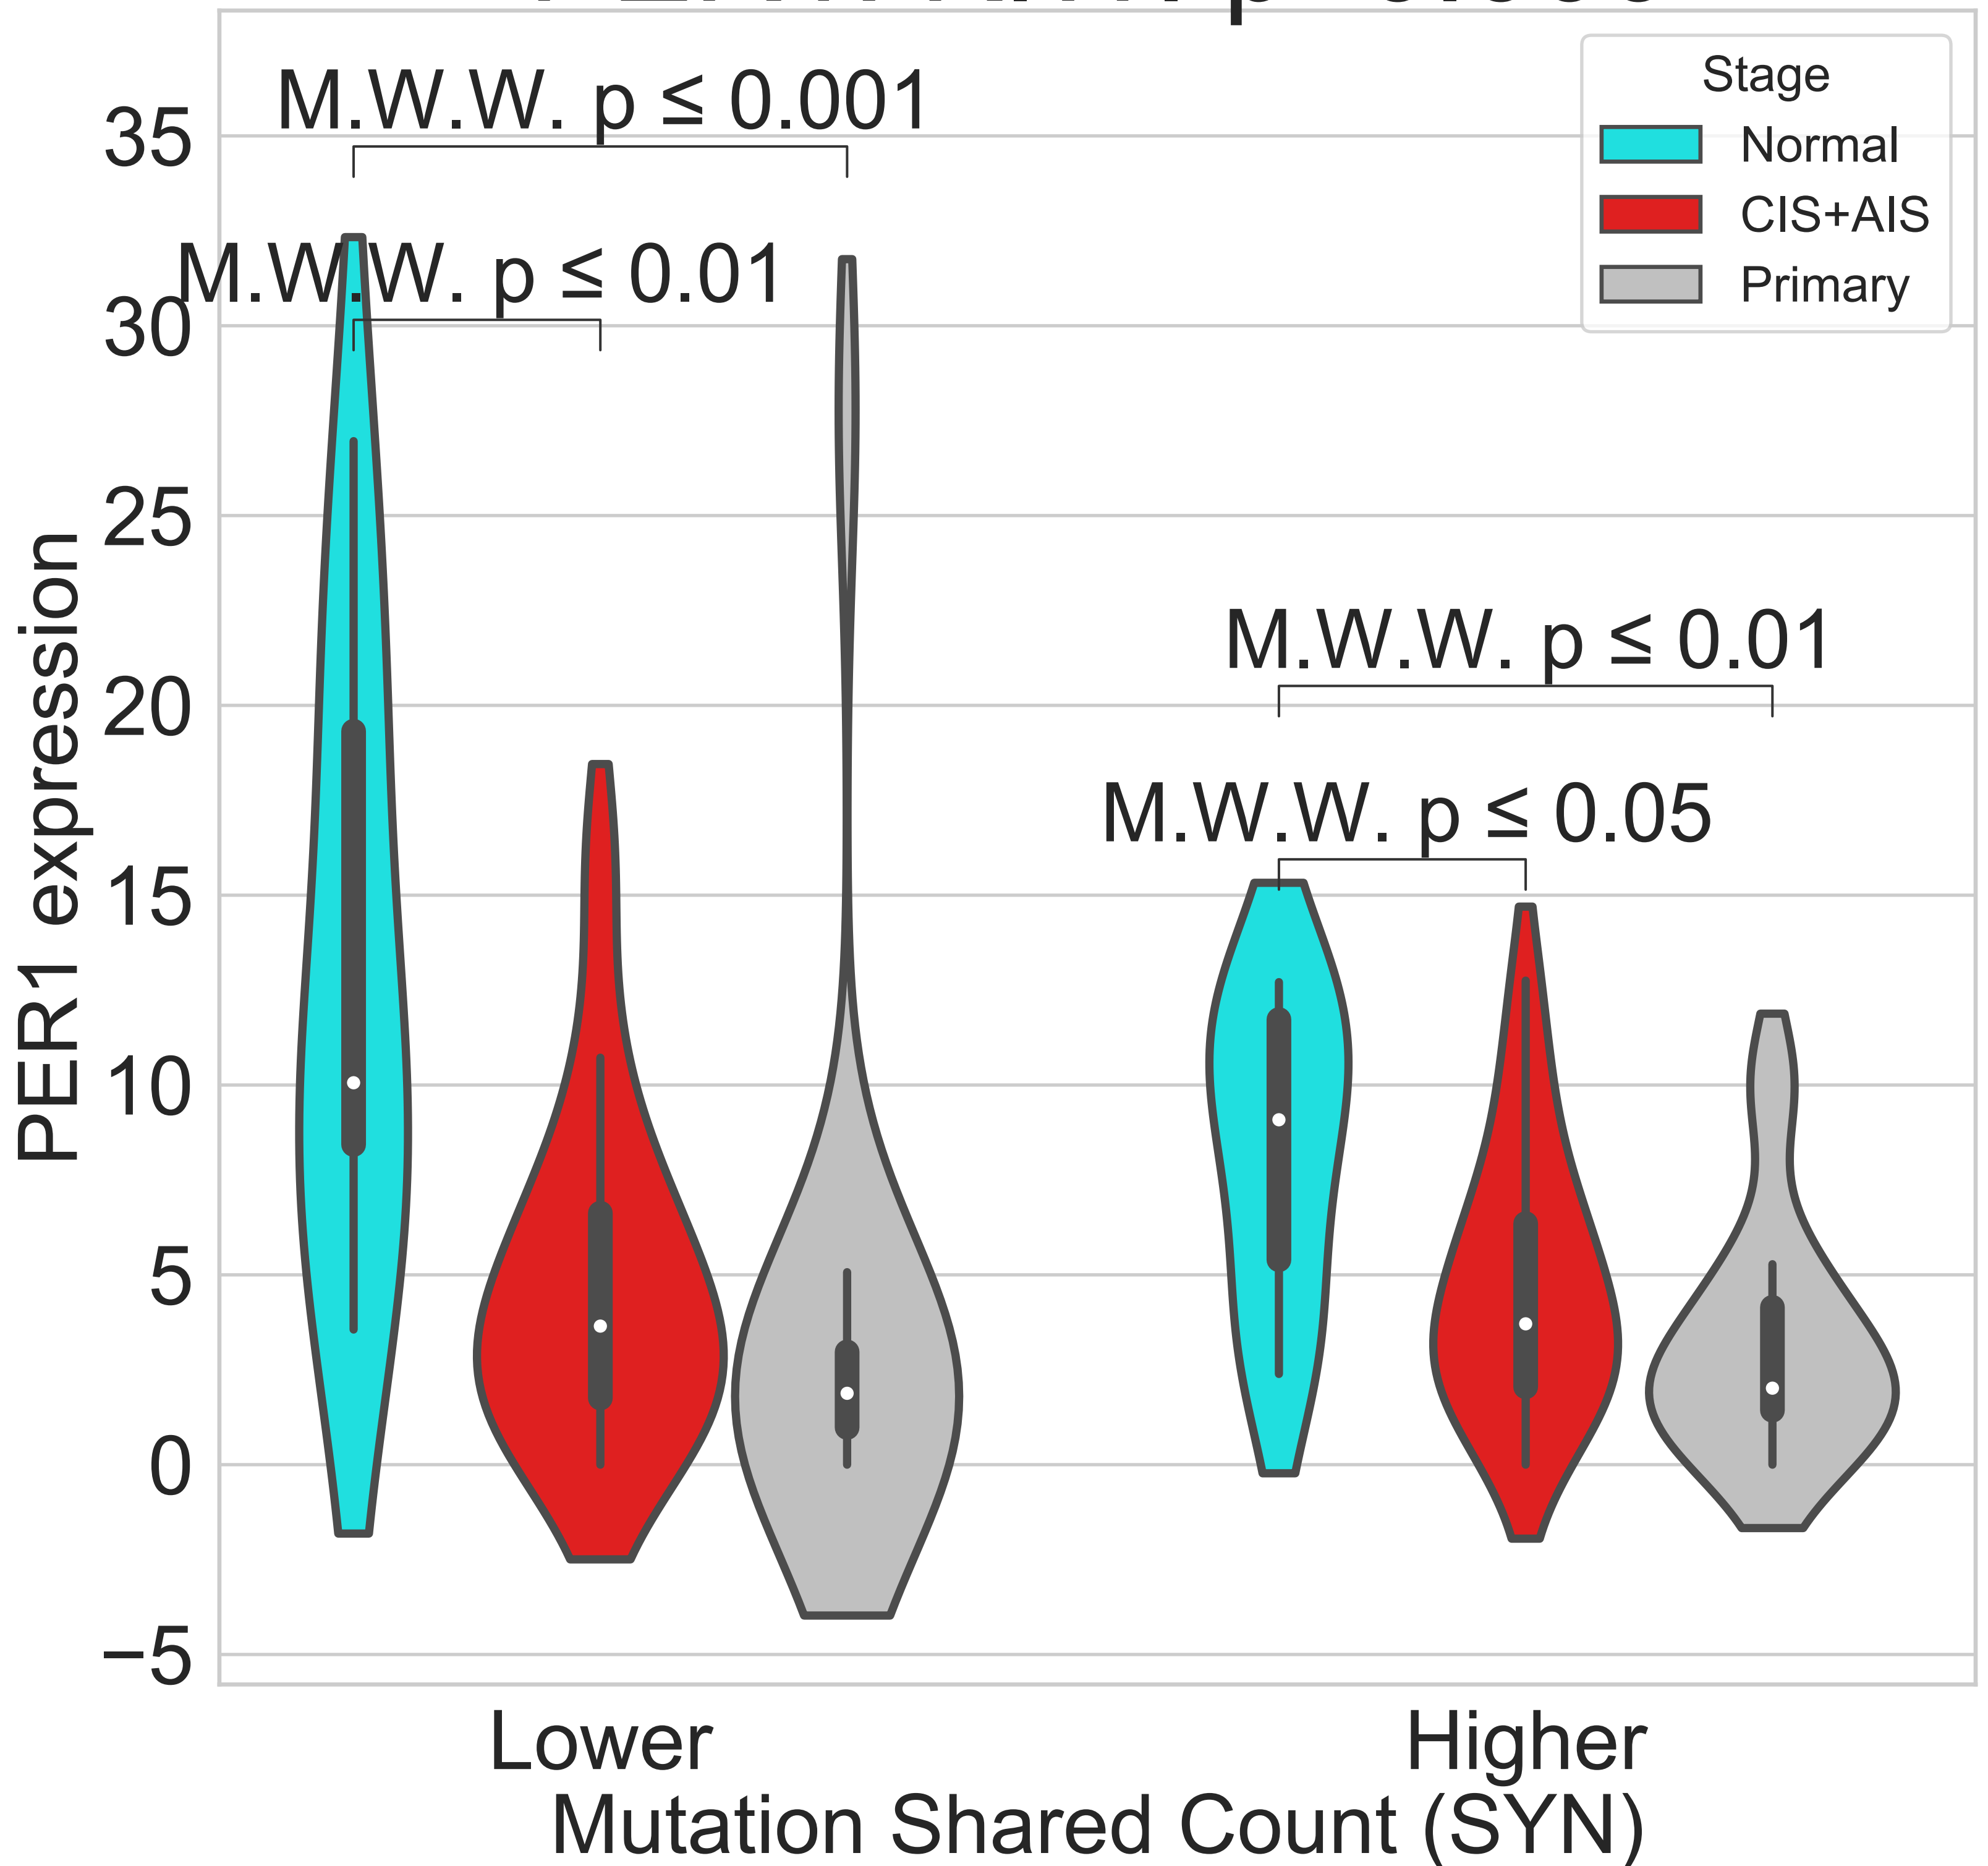 M.W.W. p ≤ 0.001
M.W.W. p ≤ 0.01
M.W.W. p ≤ 0.01
M.W.W. p ≤ 0.05
Stage
Normal
CIS+AIS
Primary
35
30
25
20
15
10
5
0
−5
PER1 expression
Lower
Higher
Mutation Shared Count (SYN)